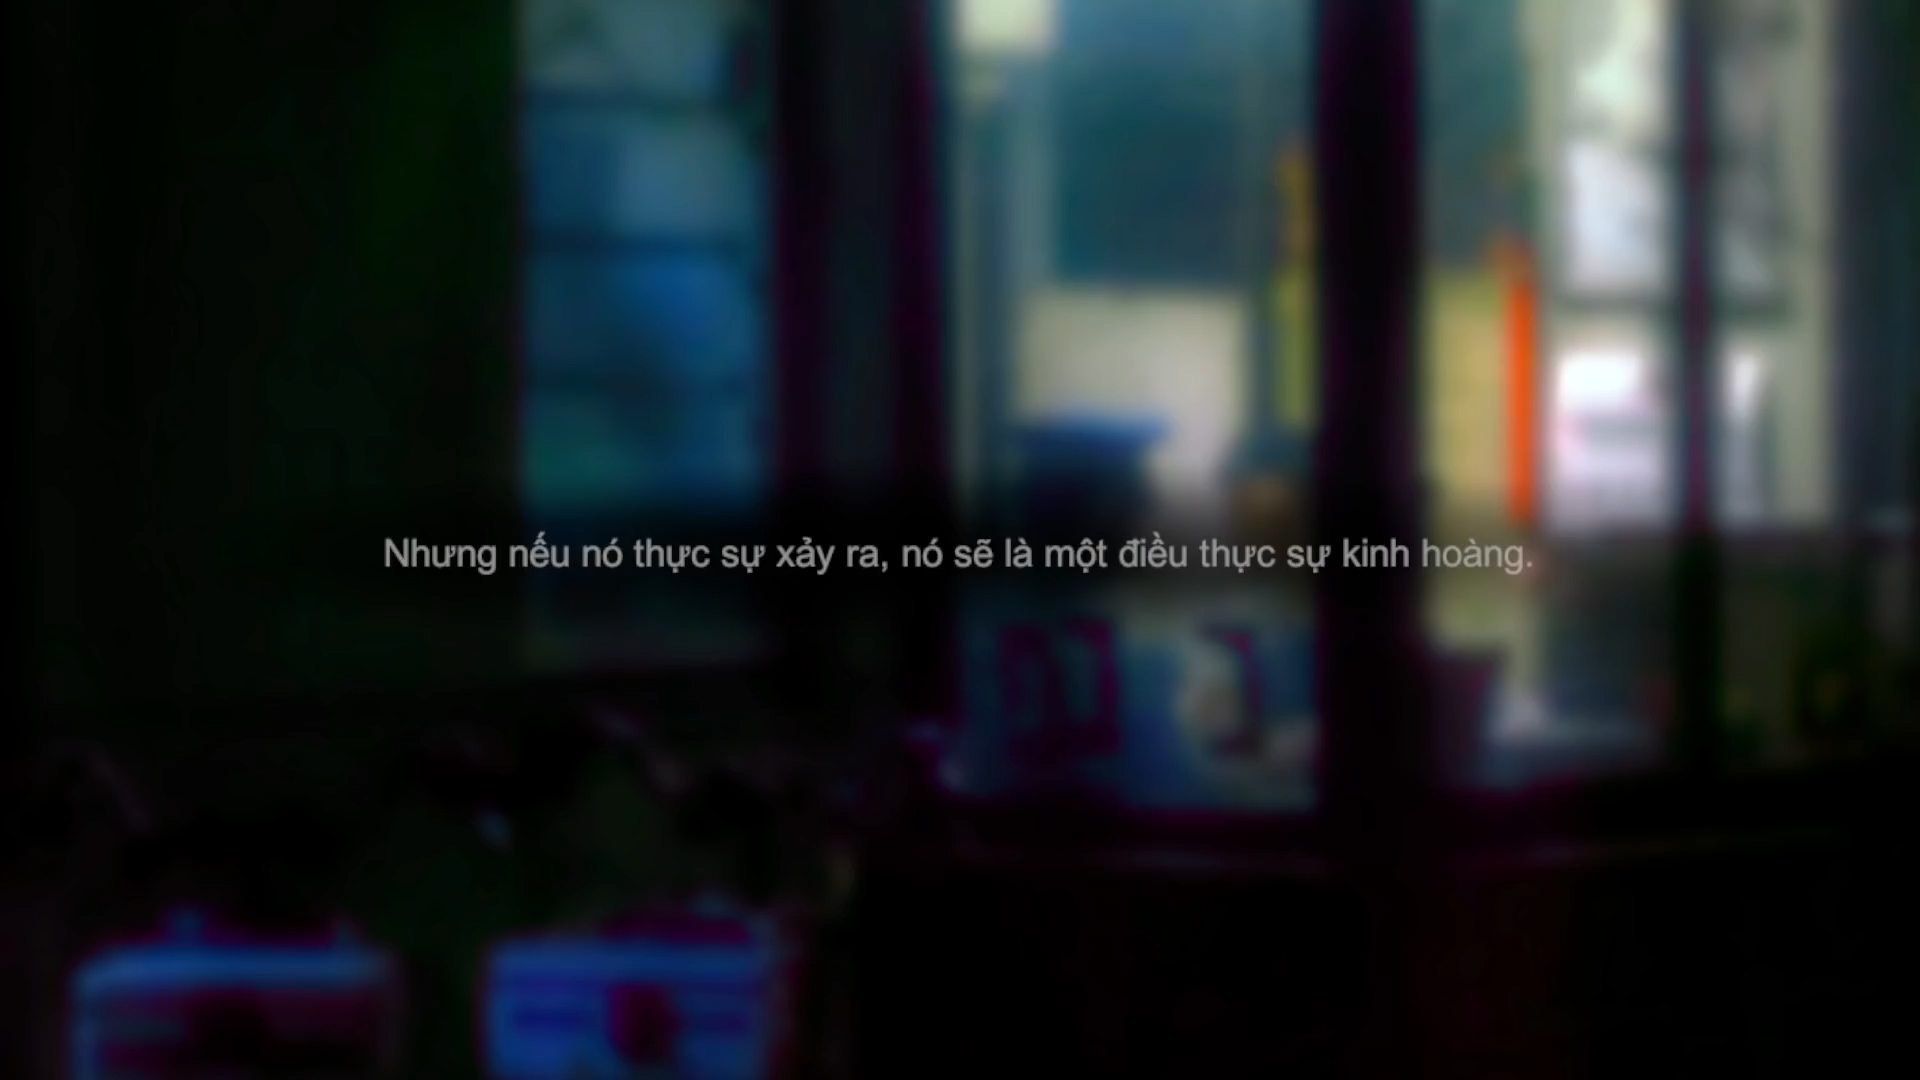 Nhưng nếu nó thực sự xảy ra, nó sẽ là một điều thực sự kinh hoàng.